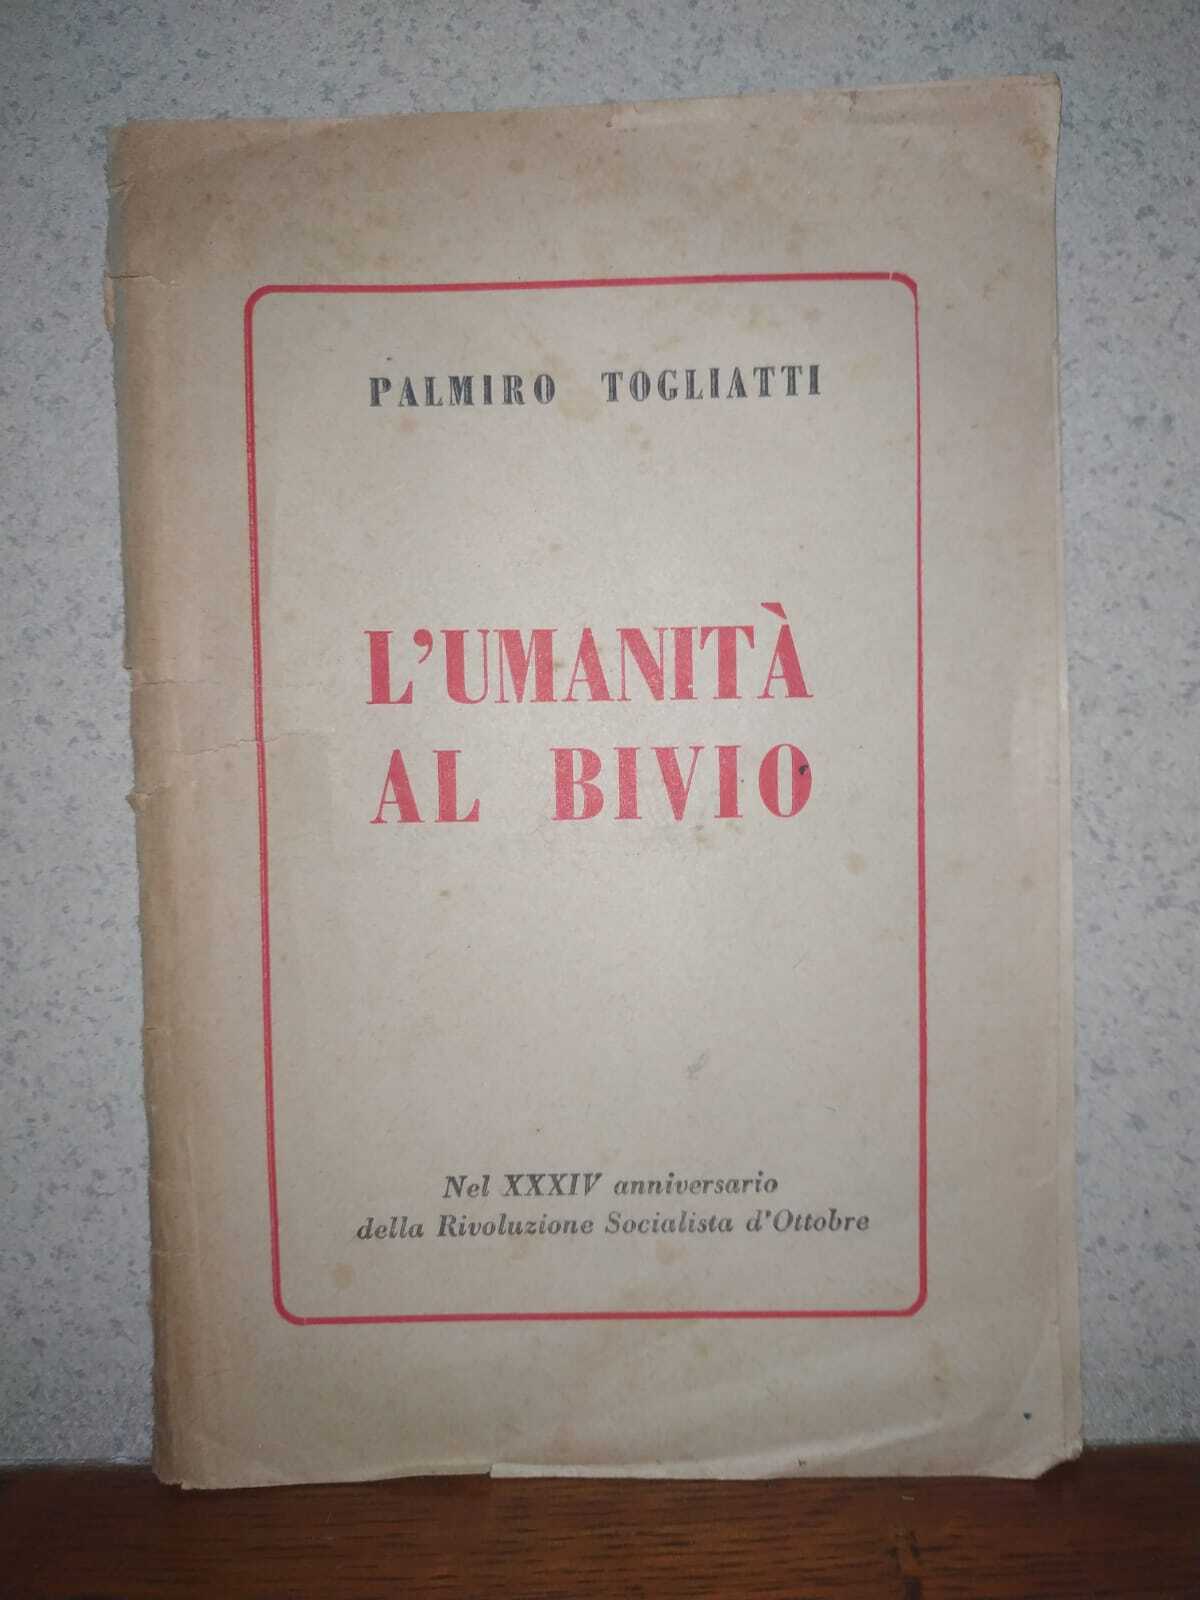 PALMIRO TOGLIATTI
L'UMANITÀ
AL BIVIO
Nel XXXIV anniversario
della Rivoluzione Socialista d'Ottobre